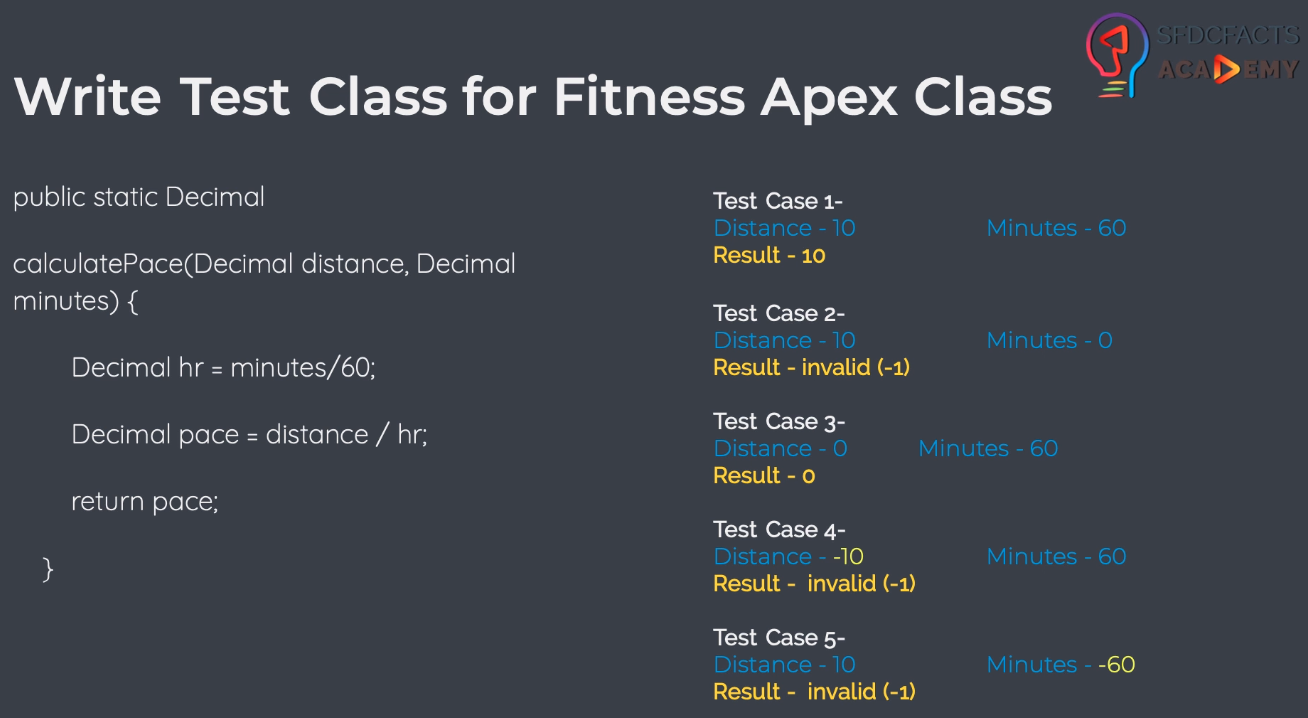 SFDCFACTS
ACADEMY
Write Test Class for Fitness Apex Class
public static Decimal
calculatePace(Decimal distance, Decimal
minutes) {
Decimal hr = minutes/60;
Decimal pace = distance / hr;
return pace;
}
Test Case 1-
Distance - 10 Minutes - 60
Result - 10
Test Case 2-
Distance - 10 Minutes - 0
Result - invalid (-1)
Test Case 3-
Distance - 0 Minutes - 60
Result - 0
Test Case 4-
Distance - -10 Minutes - 60
Result - invalid (-1)
Test Case 5-
Distance - 10 Minutes - -60
Result - invalid (-1)